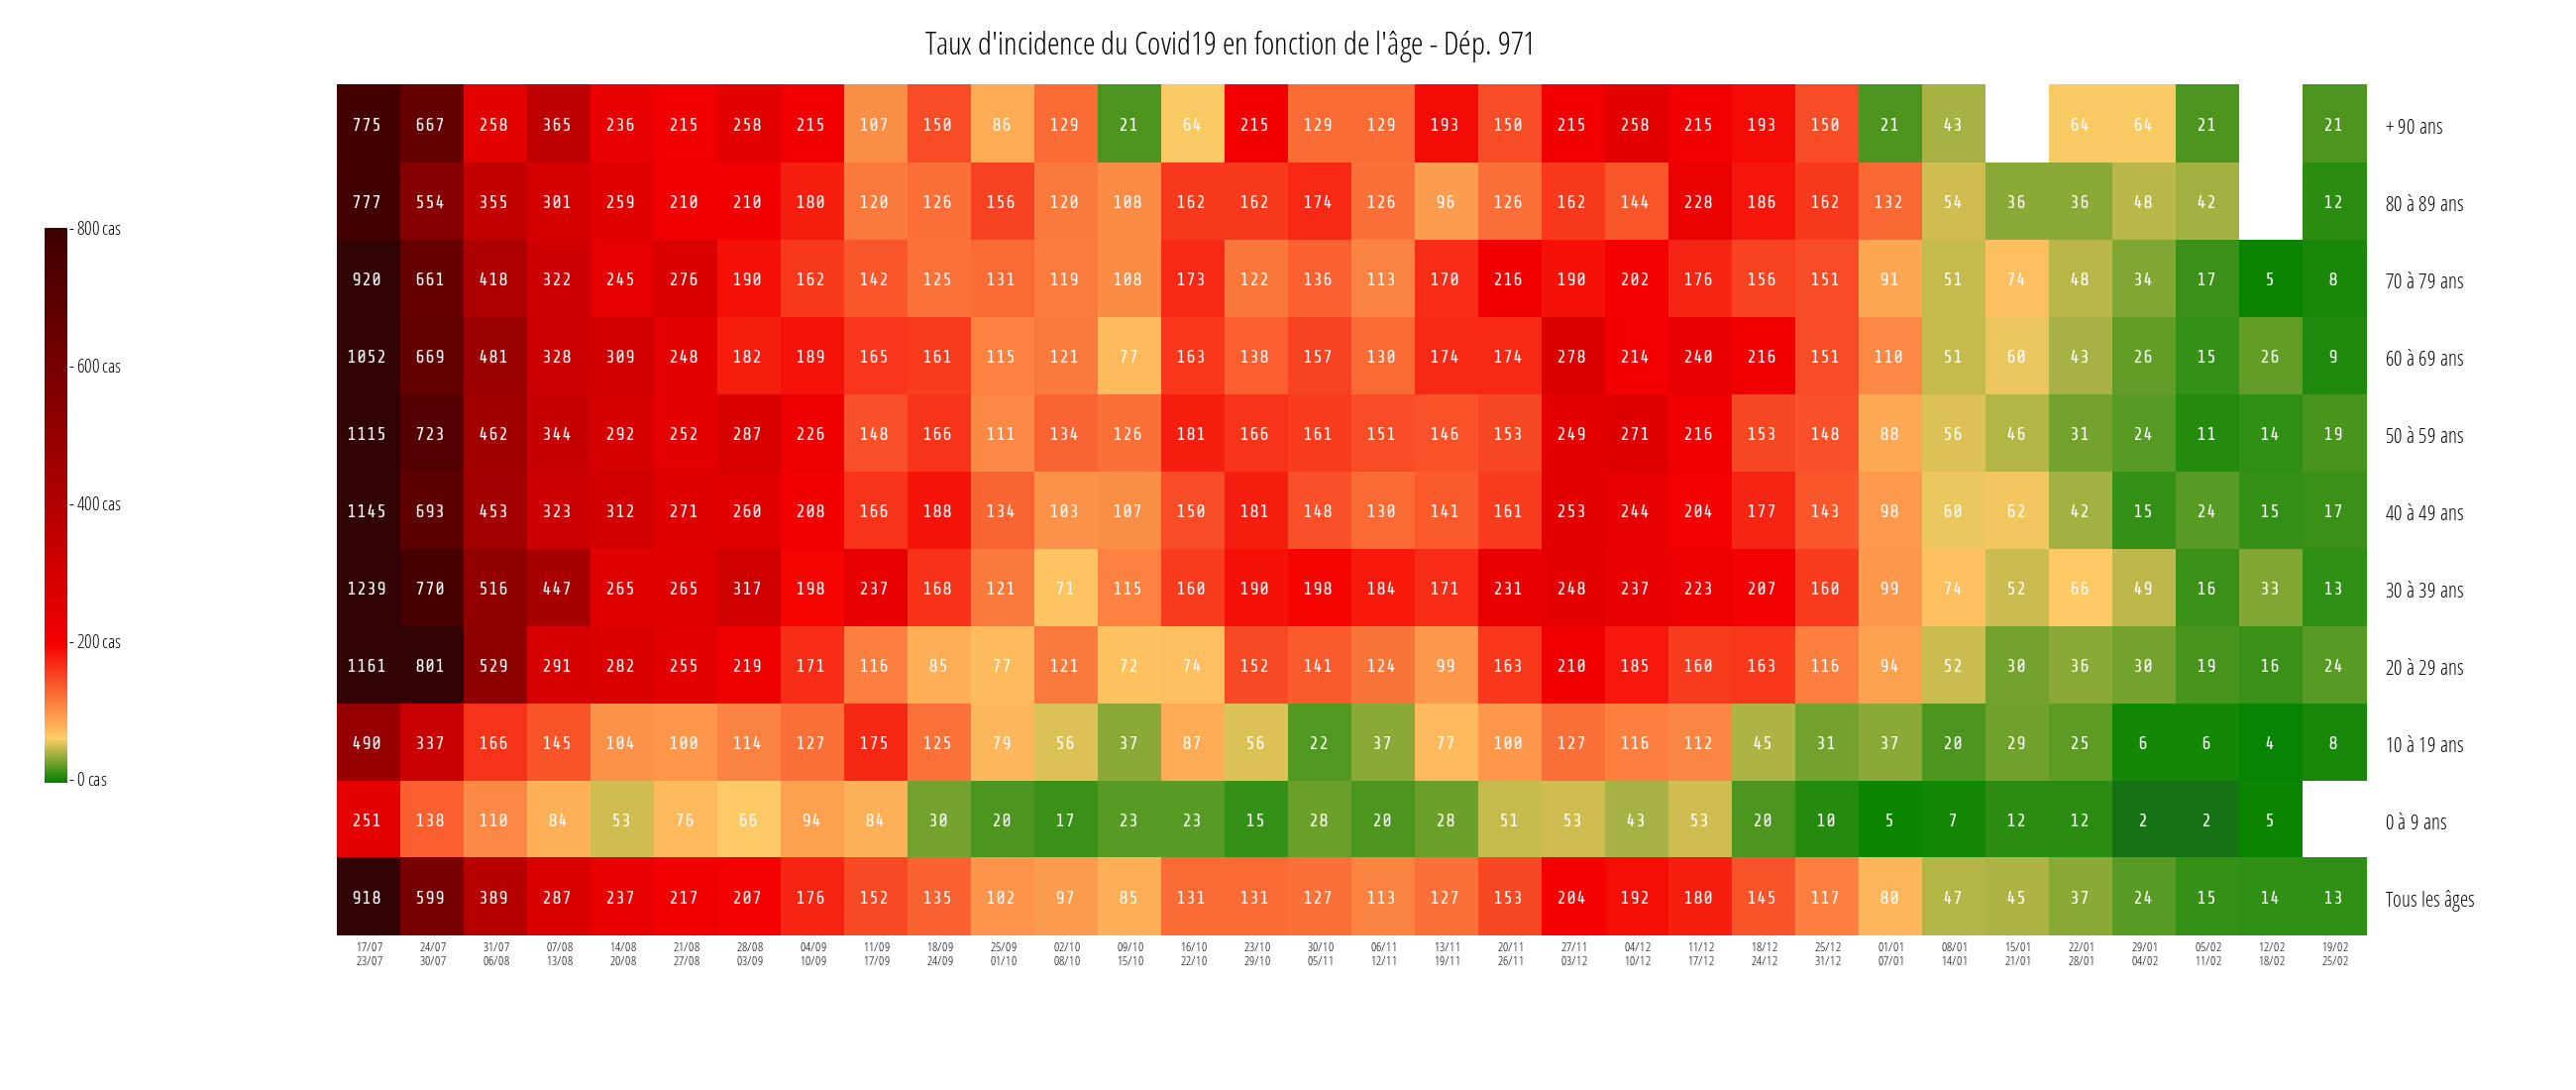 Taux d'incidence du Covid19 en fonction de l'âge - Dép. 971
775 667 258 365 236 215 258 215 107 150 86 129 21 64 215 129 129 193 150 215 258 215 193 150 21 43 64 64 21 21 + 90 ans
777 554 355 301 259 210 210 180 120 126 156 120 108 162 162 174 126 96 126 162 144 228 186 162 132 54 36 36 48 42 12 80 à 89 ans
920 661 418 322 245 276 190 162 142 125 131 119 108 173 122 136 113 170 216 190 202 176 156 151 91 51 74 48 34 17 5 8 70 à 79 ans
1052 669 481 328 309 248 182 189 165 161 115 121 77 163 138 157 130 174 174 278 214 240 216 151 110 51 60 43 26 15 26 9 60 à 69 ans
1115 723 462 344 292 252 287 226 148 166 111 134 126 181 166 161 151 146 153 249 271 216 153 148 88 56 46 31 24 11 14 19 50 à 59 ans
1145 693 453 323 312 271 260 208 166 188 134 103 107 150 181 148 130 141 161 253 244 204 177 143 98 60 62 42 15 24 15 17 40 à 49 ans
1239 770 516 447 265 265 317 198 237 168 121 71 115 160 190 198 184 171 231 248 237 223 207 160 99 74 52 66 49 16 33 13 30 à 39 ans
1161 801 529 291 282 255 219 171 116 85 77 121 72 74 152 141 124 99 163 210 185 160 163 116 94 52 30 36 30 19 16 24 20 à 29 ans
490 337 166 145 104 100 114 127 175 125 79 56 37 87 56 22 37 77 100 127 116 112 45 31 37 20 29 25 6 6 4 8 10 à 19 ans
251 138 110 84 53 76 66 94 84 30 20 17 23 23 15 28 20 28 51 53 43 53 20 10 5 7 12 12 2 2 5 0 à 9 ans
918 599 389 287 237 217 207 176 152 135 102 97 85 131 131 127 113 127 153 204 192 180 145 117 80 47 45 37 24 15 14 13 Tous les âges
17/07 24/07 31/07 07/08 14/08 21/08 28/08 04/09 11/09 18/09 25/09 02/10 09/10 16/10 23/10 30/10 06/11 13/11 20/11 27/11 04/12 11/12 18/12 25/12 01/01 08/01 15/01 22/01 29/01 05/02 12/02 19/02
23/07 30/07 06/08 13/08 20/08 27/08 03/09 10/09 17/09 24/09 01/10 08/10 15/10 22/10 29/10 05/11 12/11 19/11 26/11 03/12 10/12 17/12 24/12 31/12 07/01 14/01 21/01 28/01 04/02 11/02 18/02 25/02
- 800 cas
- 600 cas
- 400 cas
- 200 cas
- 0 cas